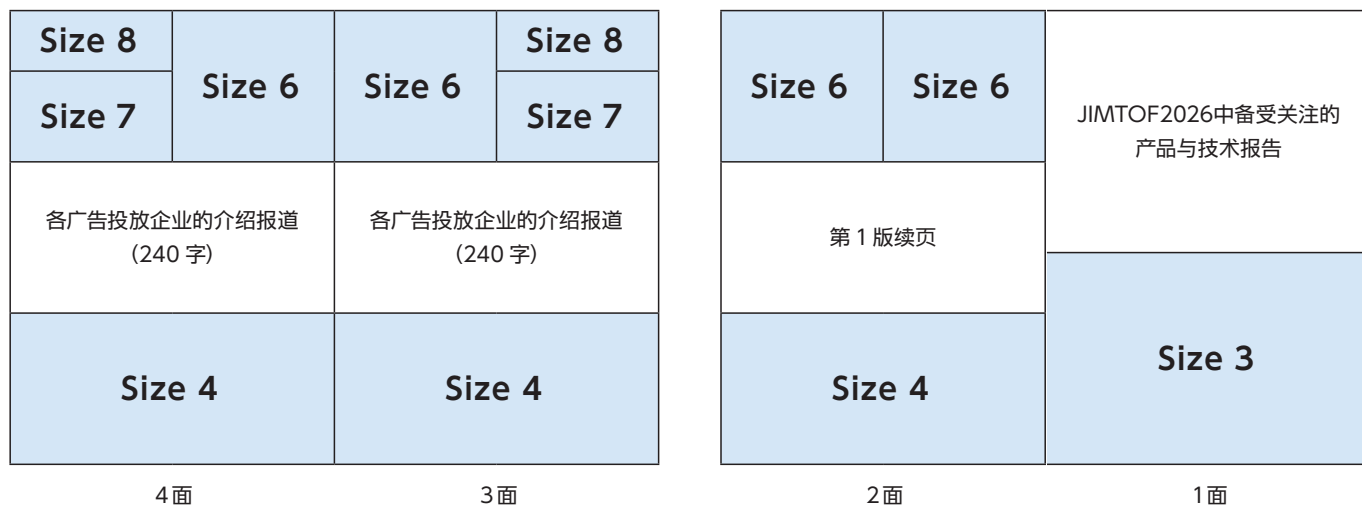 Size 8
Size 7
Size 6
Size 6
Size 8
Size 7
各广告投放企业的介绍报道
（240 字）
各广告投放企业的介绍报道
（240 字）
Size 4
Size 4
4面
3面
Size 6
Size 6
JIMTOF2026中备受关注的
产品与技术报告
第 1 版续页
Size 4
Size 3
2面
1面